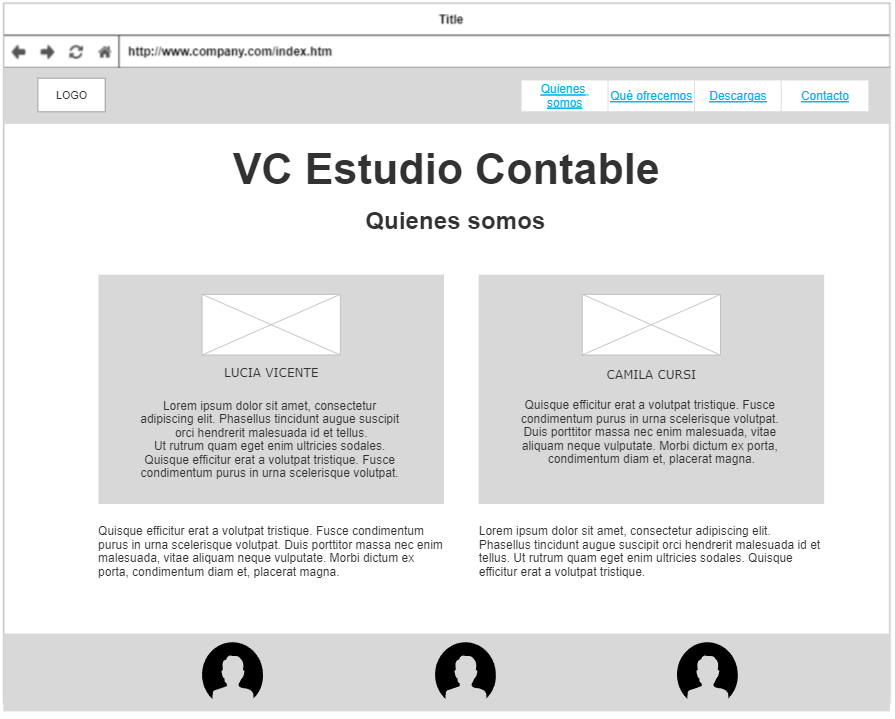 Title
http://www.company.com/index.htm
LOGO
Quienes
somos
Qué ofrecemos
Descargas
Contacto
VC Estudio Contable
Quienes somos
LUCIA VICENTE
Lorem ipsum dolor sit amet, consectetur
adipiscing elit. Phasellus tincidunt augue suscipit
orci hendrerit malesuada id et tellus.
Ut rutrum quam eget enim ultricies sodales.
Quisque efficitur erat a volutpat tristique. Fusce
condimentum purus in urna scelerisque volutpat.
CAMILA CURSI
Quisque efficitur erat a volutpat tristique. Fusce
condimentum purus in urna scelerisque volutpat.
Duis porttitor massa nec enim malesuada, vitae
aliquam neque vulputate. Morbi dictum ex porta,
condimentum diam et, placerat magna.
Quisque efficitur erat a volutpat tristique. Fusce condimentum
purus in urna scelerisque volutpat. Duis porttitor massa nec enim
malesuada, vitae aliquam neque vulputate. Morbi dictum ex
porta, condimentum diam et, placerat magna.
Lorem ipsum dolor sit amet, consectetur adipiscing elit.
Phasellus tincidunt augue suscipit orci hendrerit malesuada id et
tellus. Ut rutrum quam eget enim ultricies sodales. Quisque
efficitur erat a volutpat tristique.